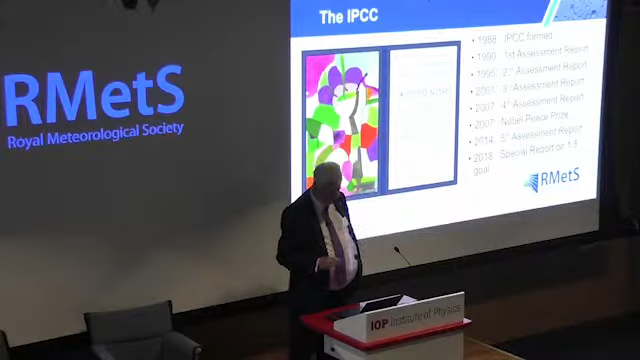 RMetS
Royal Meteorological Society
The IPCC
• 1988 IPCC formed
• 1990 1st Assessment Report
• 1995 2nd Assessment Report
• 2001 3rd Assessment Report
• 2007 4th Assessment Report
• 2007 Nobel Peace Prize
• 2014 5th Assessment Report
• 2018 Special Report on 1.5
goal
RMetS
IOP Institute of Physics